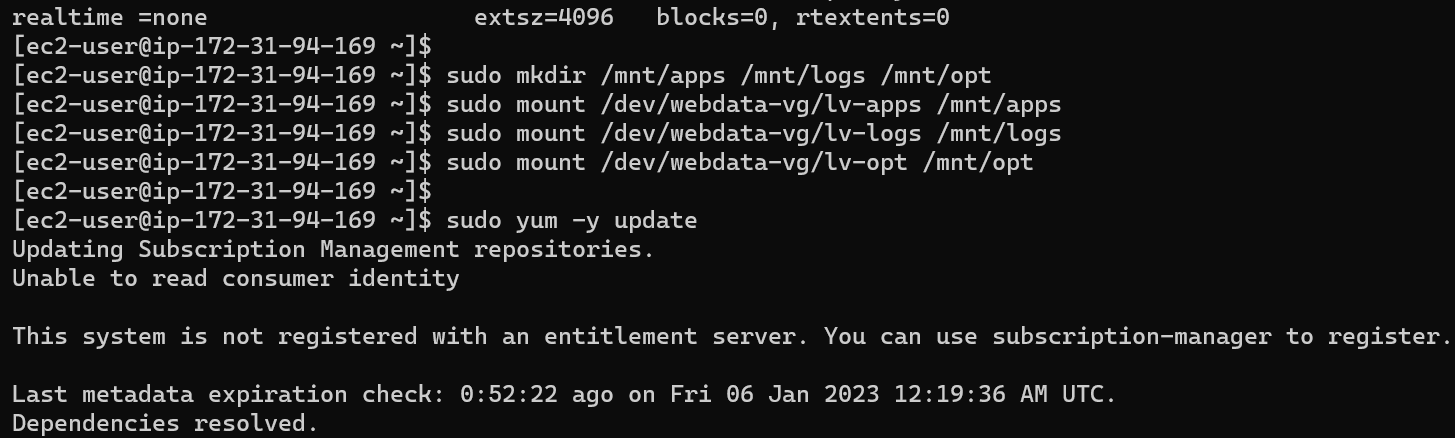 realtime =none                   extsz=4096   blocks=0, rtextents=0
[ec2-user@ip-172-31-94-169 ~]$
[ec2-user@ip-172-31-94-169 ~]$ sudo mkdir /mnt/apps /mnt/logs /mnt/opt
[ec2-user@ip-172-31-94-169 ~]$ sudo mount /dev/webdata-vg/lv-apps /mnt/apps
[ec2-user@ip-172-31-94-169 ~]$ sudo mount /dev/webdata-vg/lv-logs /mnt/logs
[ec2-user@ip-172-31-94-169 ~]$ sudo mount /dev/webdata-vg/lv-opt /mnt/opt
[ec2-user@ip-172-31-94-169 ~]$
[ec2-user@ip-172-31-94-169 ~]$ sudo yum -y update
Updating Subscription Management repositories.
Unable to read consumer identity
This system is not registered with an entitlement server. You can use subscription-manager to register.
Last metadata expiration check: 0:52:22 ago on Fri 06 Jan 2023 12:19:36 AM UTC.
Dependencies resolved.